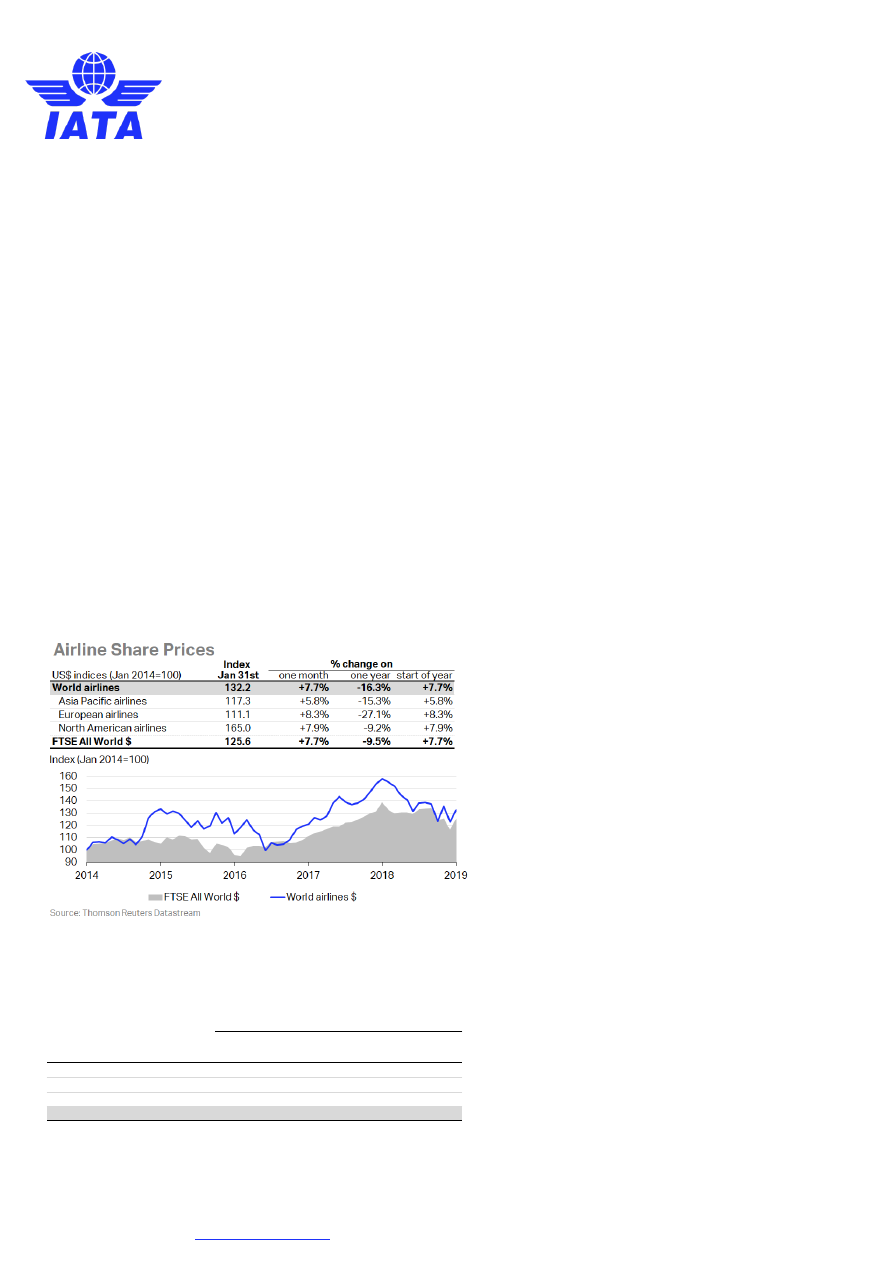 IATA
Airline Share Prices
Index % change on
US$ indices (Jan 2014=100) Jan 31st one month one year start of year
World airlines 132.2 +7.7% -16.3% +7.7%
Asia Pacific airlines 117.3 +5.8% -15.3% +5.8%
European airlines 111.1 +8.3% -27.1% +8.3%
North American airlines 165.0 +7.9% -9.2% +7.9%
FTSE All World $ 125.6 +7.7% -9.5% +7.7%
Index (Jan 2014=100)
160
150
140
130
120
110
100
90
2014 2015 2016 2017 2018 2019
FTSE All World $ World airlines $
Source: Thomson Reuters Datastream